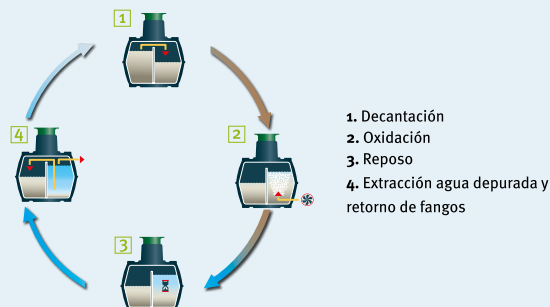 1
2
3
4
1. Decantación
2. Oxidación
3. Reposo
4. Extracción agua depurada y
retorno de fangos